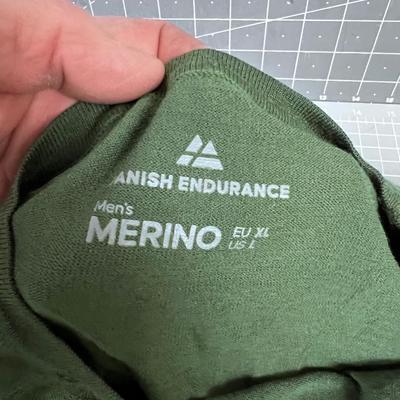 ANISH ENDURANCE
Men's
MERINO
EU XL
US L